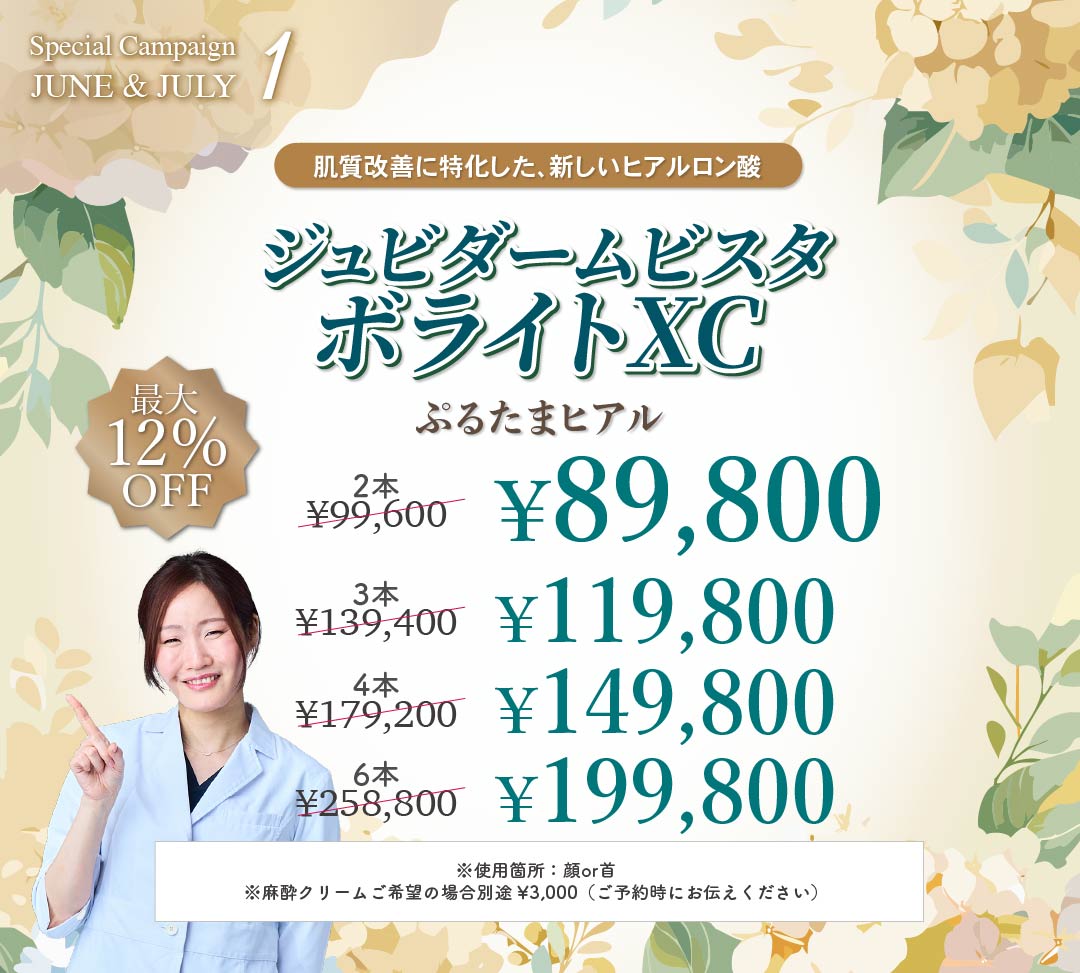 Special Campaign
JUNE & JULY 1
肌質改善に特化した、新しいヒアルロン酸
ジュビダームビスタ
ボライトXC
ぷるたまヒアル
最大
12%
OFF
2本
¥99,600 ¥89,800
3本
¥139,400 ¥119,800
4本
¥179,200 ¥149,800
6本
¥258,800 ¥199,800
※使用箇所：顔or首
※麻酔クリームご希望の場合別途¥3,000（ご予約時にお伝えください）